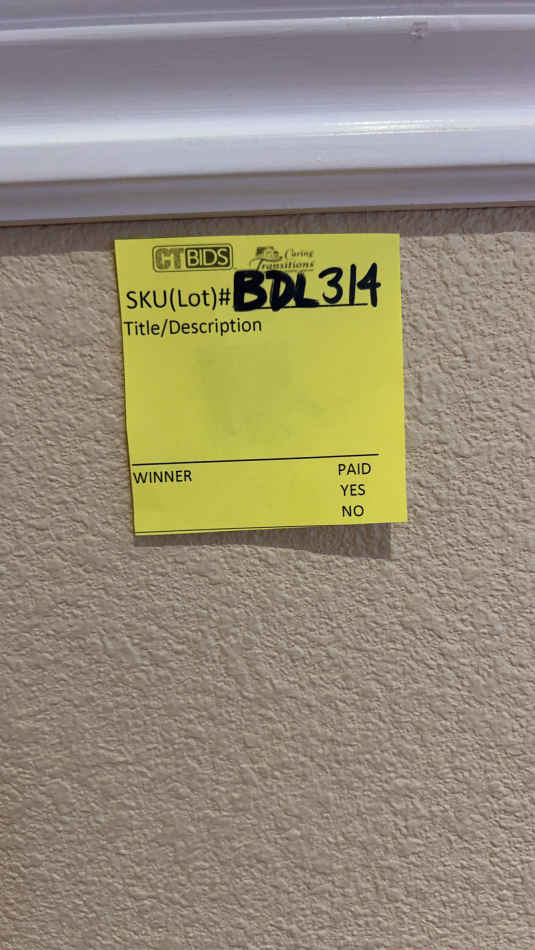 CTBIDS Caring Transitions
SKU(Lot)# BDL314
Title/Description
WINNER PAID
YES
NO